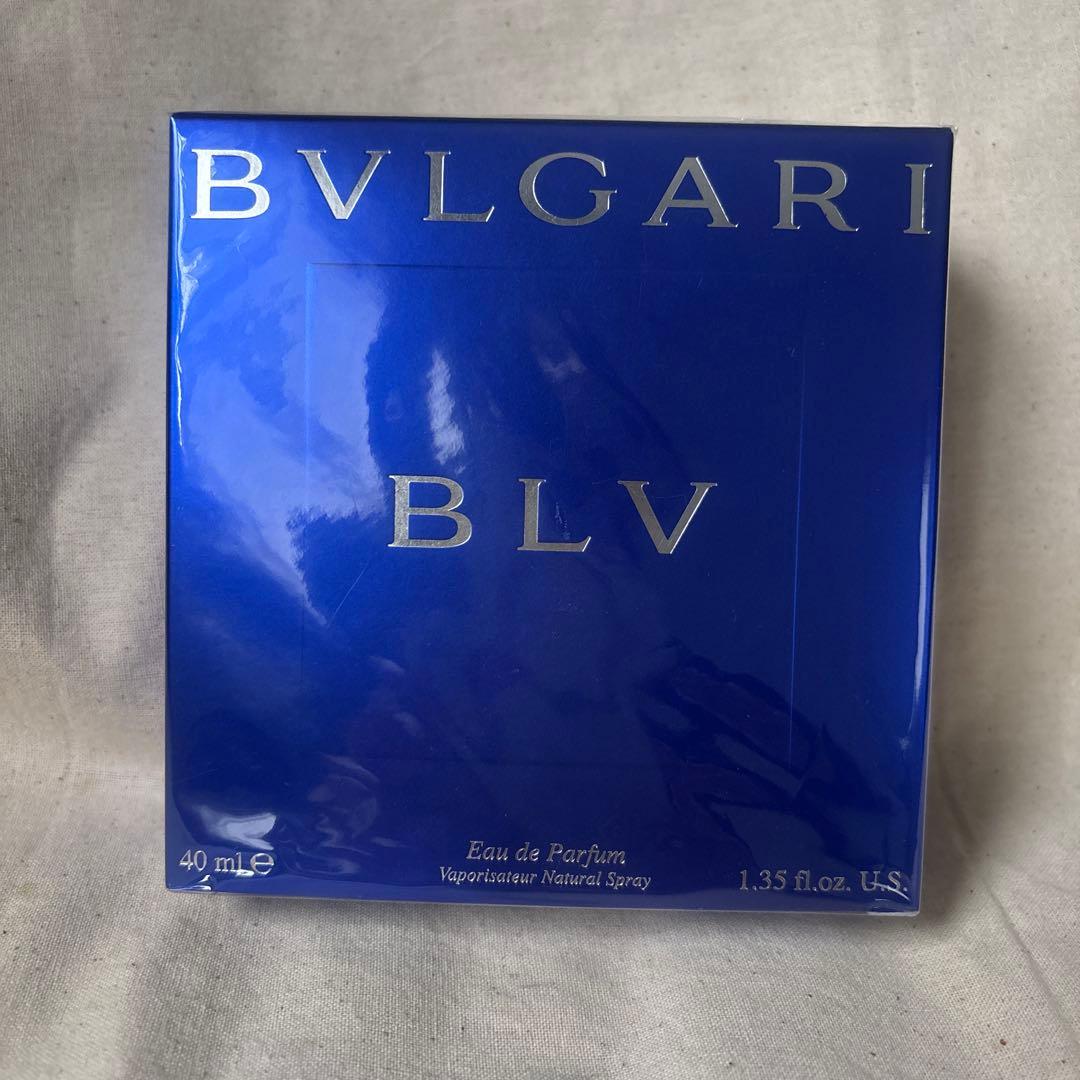 BVLGARI
BLV
Eau de Parfum
Vaporisateur Natural Spray
40 ml ℮
1.35 fl.oz. U.S.